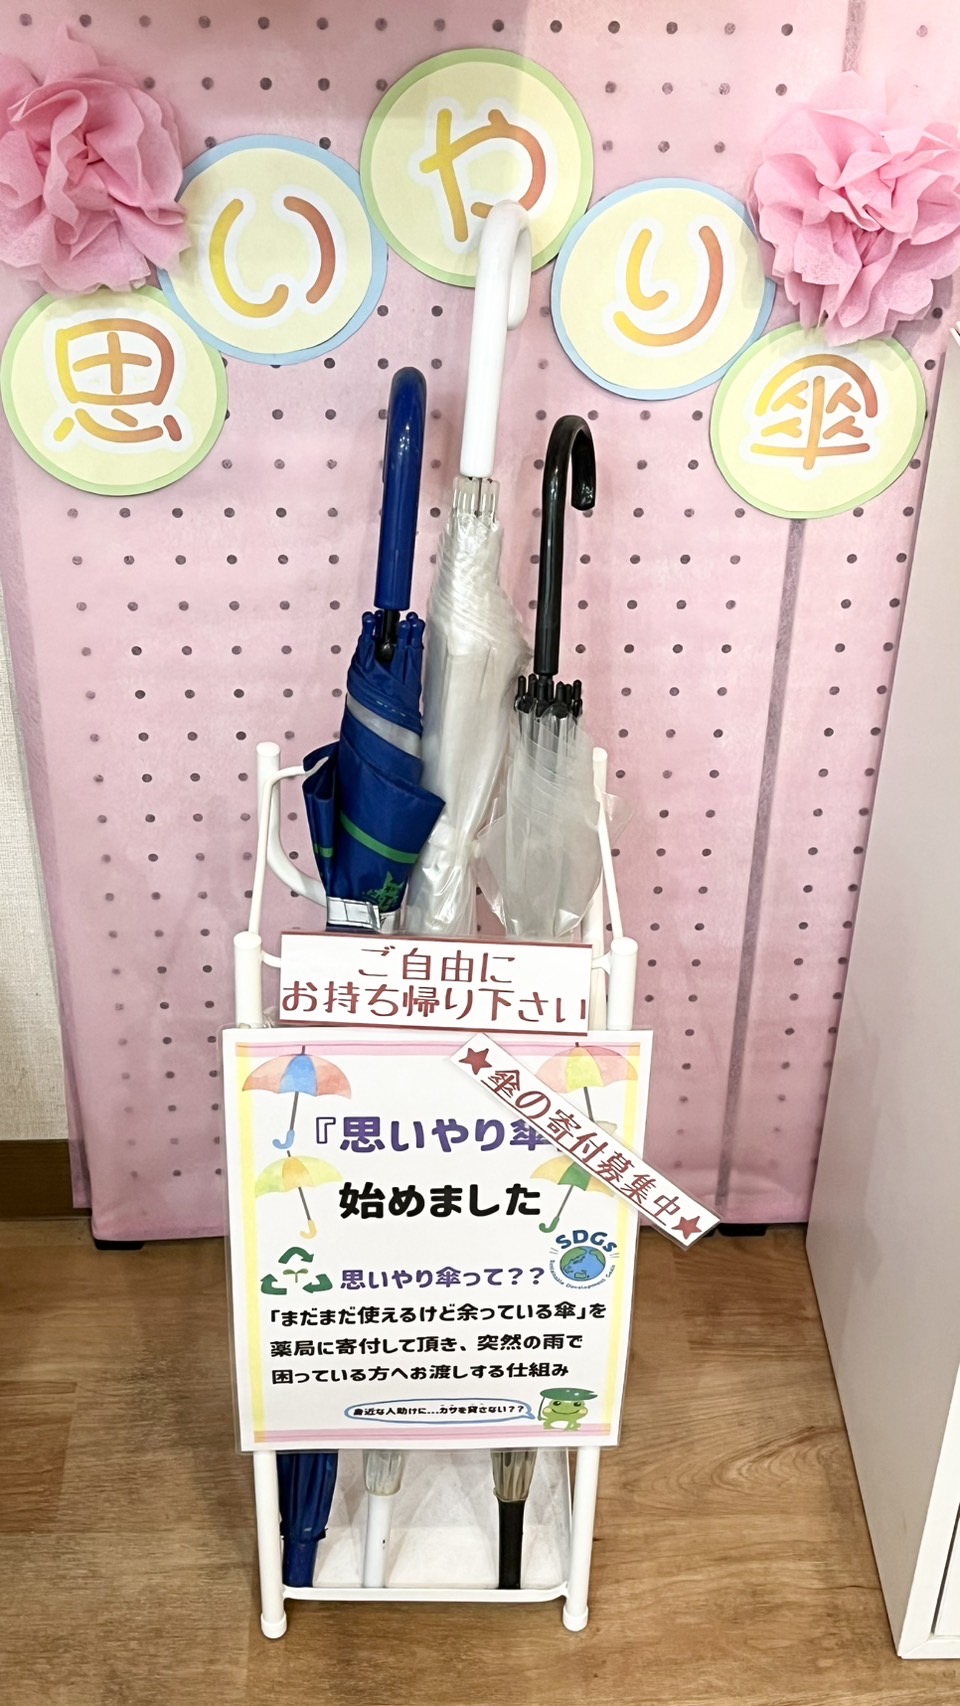 思いやり傘
ご自由に
お持ち帰り下さい
★傘の寄付募集中★
『思いやり傘
始めました
SDGs
Sustainable Development Goals
思いやり傘って??
「まだまだ使えるけど余っている傘」を
薬局に寄付して頂き、突然の雨で
困っている方へお渡しする仕組み
身近な人助けに...カサを貸さない??